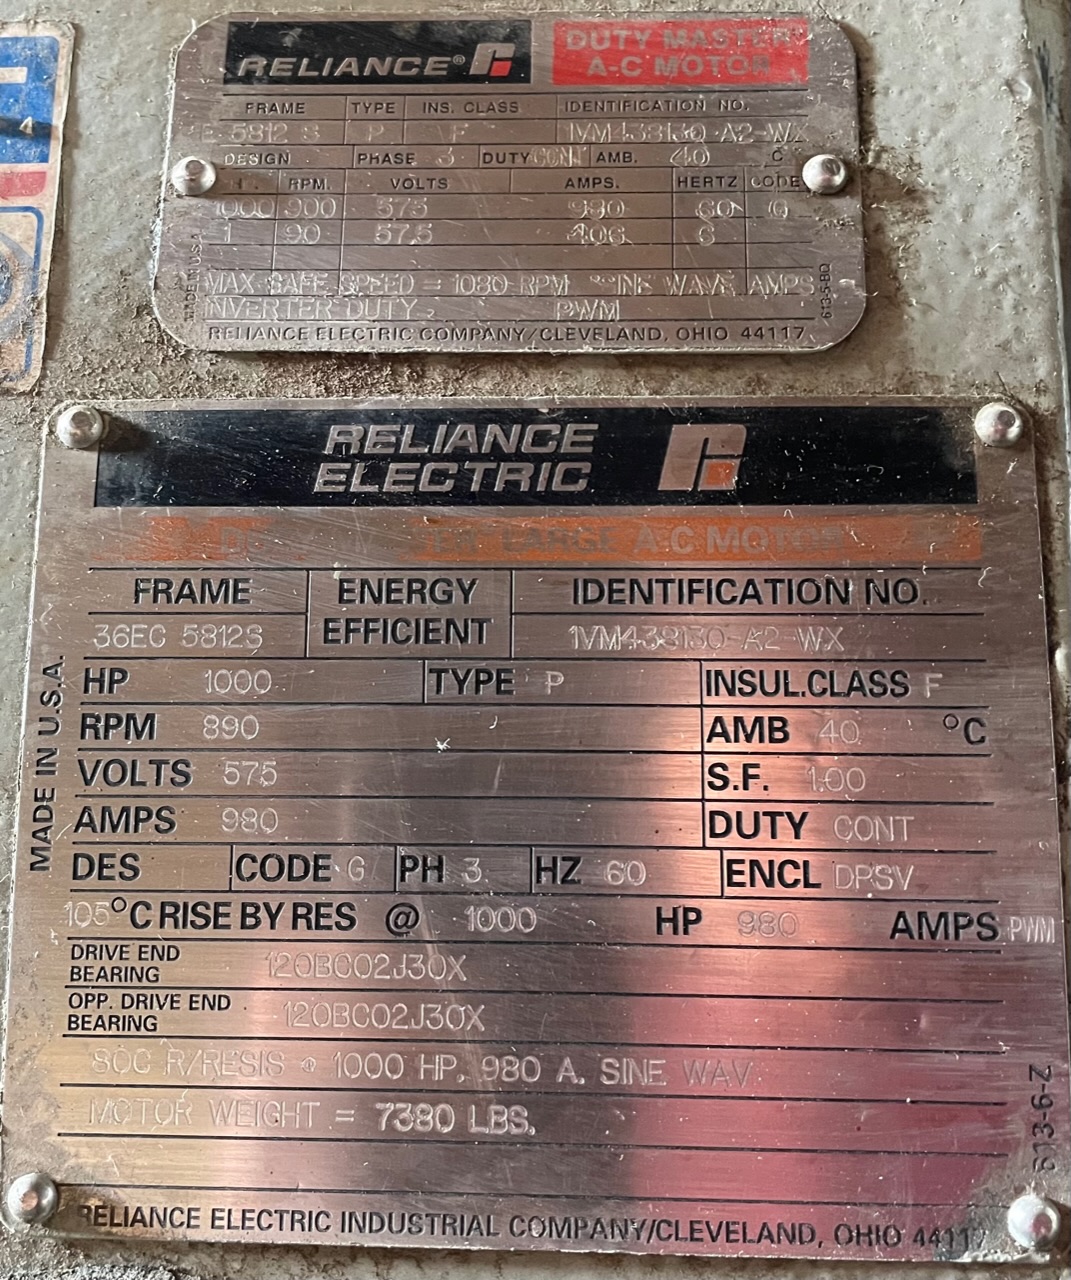 4
RELIANCE®
DUTY MASTER
A-C MOTOR
FRAME TYPE INS. CLASS IDENTIFICATION NO.
5812 S P F 1VM438130-A2-WX
DESIGN PHASE 3 DUTY CONT AMB. 40 C
RPM. VOLTS AMPS. HERTZ CODE
1000 900 575 980 60 G
1 90 57.5 406 6
MAX SAFE SPEED = 1080 RPM SINE WAVE AMPS
INVERTER DUTY PWM
RELIANCE ELECTRIC COMPANY/CLEVELAND, OHIO 44117
MADE IN U.S.A.
RELIANCE
ELECTRIC
LARGE A-C MOTOR
FRAME ENERGY EFFICIENT IDENTIFICATION NO.
36EC 5812S 1VM438130-A2-WX
HP 1000 TYPE P INSUL.CLASS F
RPM 890 AMB 40 °C
VOLTS 575 S.F. 1.00
AMPS 980 DUTY CONT
DES CODE G PH 3 HZ 60 ENCL DPSV
105°C RISE BY RES @ 1000 HP 980 AMPS PWM
DRIVE END
BEARING 120BC02J30X
OPP. DRIVE END
BEARING 120BC02J30X
80C R/RESIS @ 1000 HP, 980 A. SINE WAV
MOTOR WEIGHT = 7380 LBS.
RELIANCE ELECTRIC INDUSTRIAL COMPANY/CLEVELAND, OHIO 44117
MADE IN U.S.A.
613-6-Z